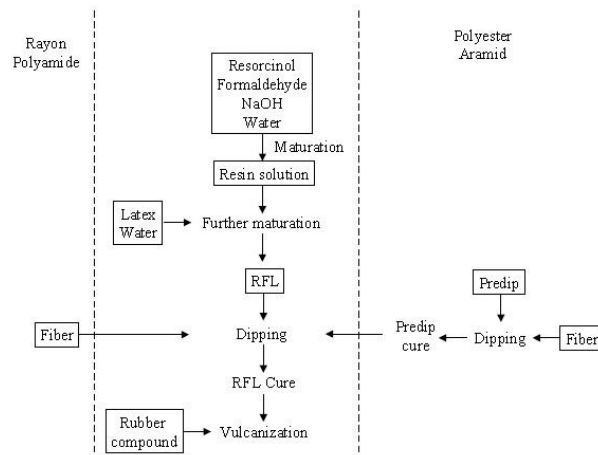 Rayon
Polyamide
Polyester
Aramid
Resorcinol
Formaldehyde
NaOH
Water
Maturation
Resin solution
Latex
Water
Further maturation
RFL
Predip
Fiber
Dipping
Predip
cure
Dipping
Fiber
RFL Cure
Rubber
compound
Vulcanization